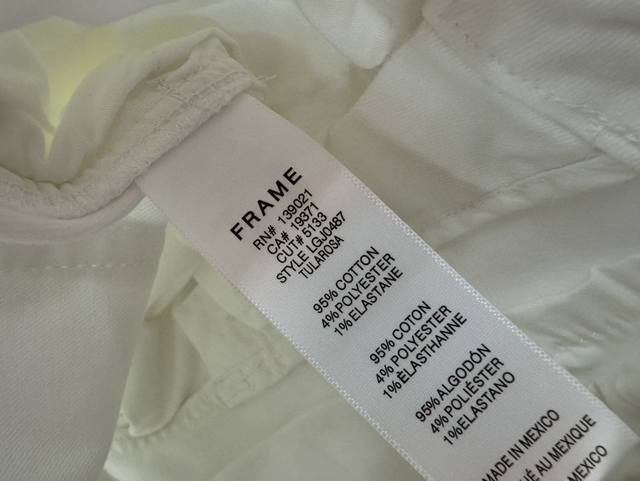 FRAME
RN# 139021
CA# 19371
CUT# 5133
STYLE LGJ0487
TULAROSA
95% COTTON
4% POLYESTER
1% ELASTANE
95% COTON
4% POLYESTER
1% ÈLASTHANNE
95% ALGODÓN
4% POLIÉSTER
1% ELASTANO
MADE IN MEXICO
AU MEXIQUE
MEXICO